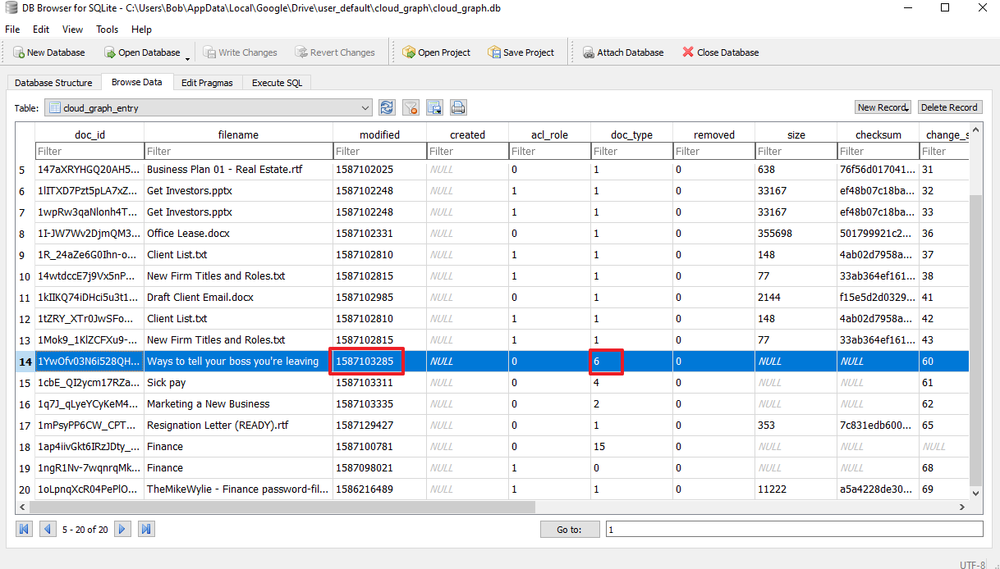 DB Browser for SQLite - C:\Users\Bob\AppData\Local\Google\Drive\user_default\cloud_graph\cloud_graph.db
File Edit View Tools Help
New Database Open Database Write Changes Revert Changes Open Project Save Project Attach Database Close Database
Database Structure Browse Data Edit Pragmas Execute SQL
Table: cloud_graph_entry New Record Delete Record
doc_id filename modified created acl_role doc_type removed size checksum change_s
Filter Filter Filter Filter Filter Filter Filter Filter Filter Filter
5 147aXRYHGQ20AH5... Business Plan 01 - Real Estate.rtf 1587102025 NULL 0 1 0 638 76f56d017041... 31
6 1lITXD7Pzt5pLA7xZ... Get Investors.pptx 1587102248 NULL 1 1 0 33167 ef48b07c18ba... 32
7 1wpRw3qaNlonh4T... Get Investors.pptx 1587102248 NULL 1 1 0 33167 ef48b07c18ba... 33
8 1I-JW7Wv2DjmQM3... Office Lease.docx 1587102331 NULL 0 1 0 355698 501799921c2... 36
9 1R_24aZe6G0Ihn-o... Client List.txt 1587102810 NULL 1 1 0 148 4ab02d7958a... 37
10 14wtdccE7j9Vx5nP... New Firm Titles and Roles.txt 1587102815 NULL 1 1 0 77 33ab364ef161... 38
11 1kIIKQ74iDHci5u3t1... Draft Client Email.docx 1587102985 NULL 0 1 0 2144 f15e5d2d0329... 41
12 1tZRY_XTr0JwSFo... Client List.txt 1587102810 NULL 1 1 0 148 4ab02d7958a... 42
13 1Mok9_1KlZCFXu9-... New Firm Titles and Roles.txt 1587102815 NULL 1 1 0 77 33ab364ef161... 43
14 1YwOfv03N6i528QH... Ways to tell your boss you're leaving 1587103285 NULL 0 6 0 NULL NULL 60
15 1cbE_QI2ycm17RZa... Sick pay 1587103311 NULL 0 4 0 NULL NULL 61
16 1q7J_qLyeYCyKeM4... Marketing a New Business 1587103335 NULL 0 2 0 NULL NULL 62
17 1mPsyPP6CW_CPT... Resignation Letter (READY).rtf 1587129427 NULL 0 1 0 353 7c831edb600... 65
18 1ap4iivGkt6IRzJDty_... Finance 1587100781 NULL 0 15 0 NULL NULL NULL
19 1ngR1Nv-7wqnrqMk... Finance 1587098021 NULL 1 0 0 NULL NULL 68
20 1oLpnqXcR04PePlO... TheMikeWylie - Finance password-fil... 1586216489 NULL 1 1 0 11222 a5a4228de30... 69
5 - 20 of 20 Go to: 1
UTF-8